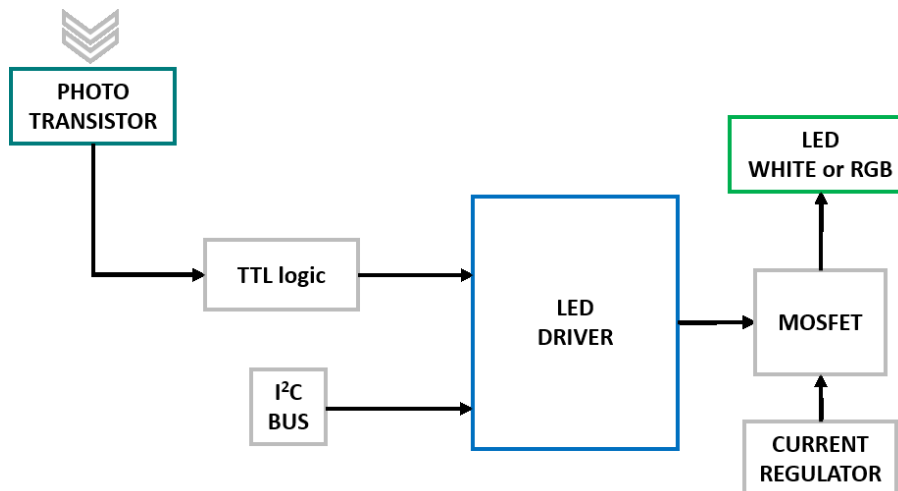 PHOTO
TRANSISTOR
LED
WHITE or RGB
TTL logic
LED
DRIVER
MOSFET
I²C
BUS
CURRENT
REGULATOR